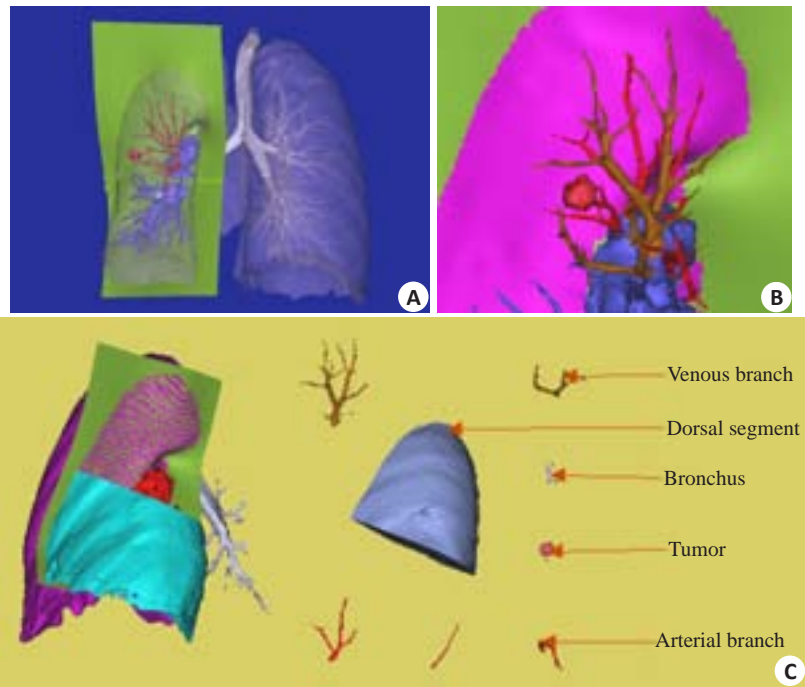 A
B
Venous branch
Dorsal segment
Bronchus
Tumor
Arterial branch
C